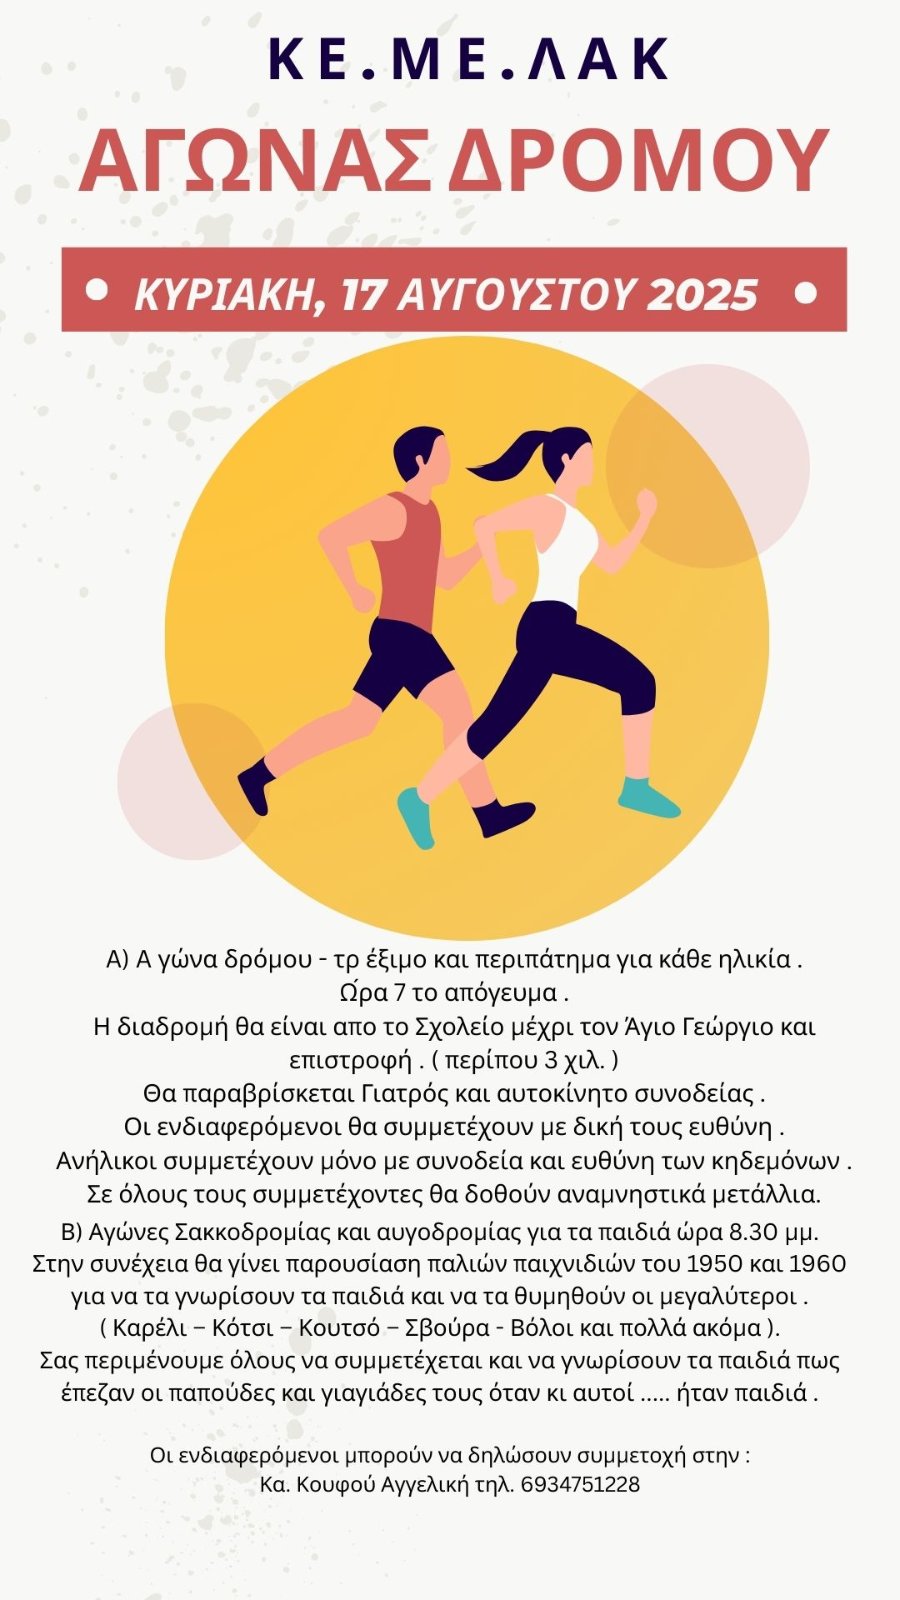 ΚΕ.ΜΕ.ΛΑΚ
ΑΓΩΝΑΣ ΔΡΟΜΟΥ
ΚΥΡΙΑΚΗ, 17 ΑΥΓΟΥΣΤΟΥ 2025
Α) Α γώνα δρόμου - τρ έξιμο και περιπάτημα για κάθε ηλικία .
Ώρα 7 το απόγευμα .
Η διαδρομή θα είναι απο το Σχολείο μέχρι τον Άγιο Γεώργιο και
επιστροφή . ( περίπου 3 χιλ. )
Θα παραβρίσκεται Γιατρός και αυτοκίνητο συνοδείας .
Οι ενδιαφερόμενοι θα συμμετέχουν με δική τους ευθύνη .
Ανήλικοι συμμετέχουν μόνο με συνοδεία και ευθύνη των κηδεμόνων .
Σε όλους τους συμμετέχοντες θα δοθούν αναμνηστικά μετάλλια.
Β) Αγώνες Σακκοδρομίας και αυγοδρομίας για τα παιδιά ώρα 8.30 μμ.
Στην συνέχεια θα γίνει παρουσίαση παλιών παιχνιδιών του 1950 και 1960
για να τα γνωρίσουν τα παιδιά και να τα θυμηθούν οι μεγαλύτεροι .
( Καρέλι – Κότσι – Κουτσό – Σβούρα - Βόλοι και πολλά ακόμα ).
Σας περιμένουμε όλους να συμμετέχεται και να γνωρίσουν τα παιδιά πως
έπεζαν οι παπούδες και γιαγιάδες τους όταν κι αυτοί ..... ήταν παιδιά .
Οι ενδιαφερόμενοι μπορούν να δηλώσουν συμμετοχή στην :
Κα. Κουφού Αγγελική τηλ. 6934751228